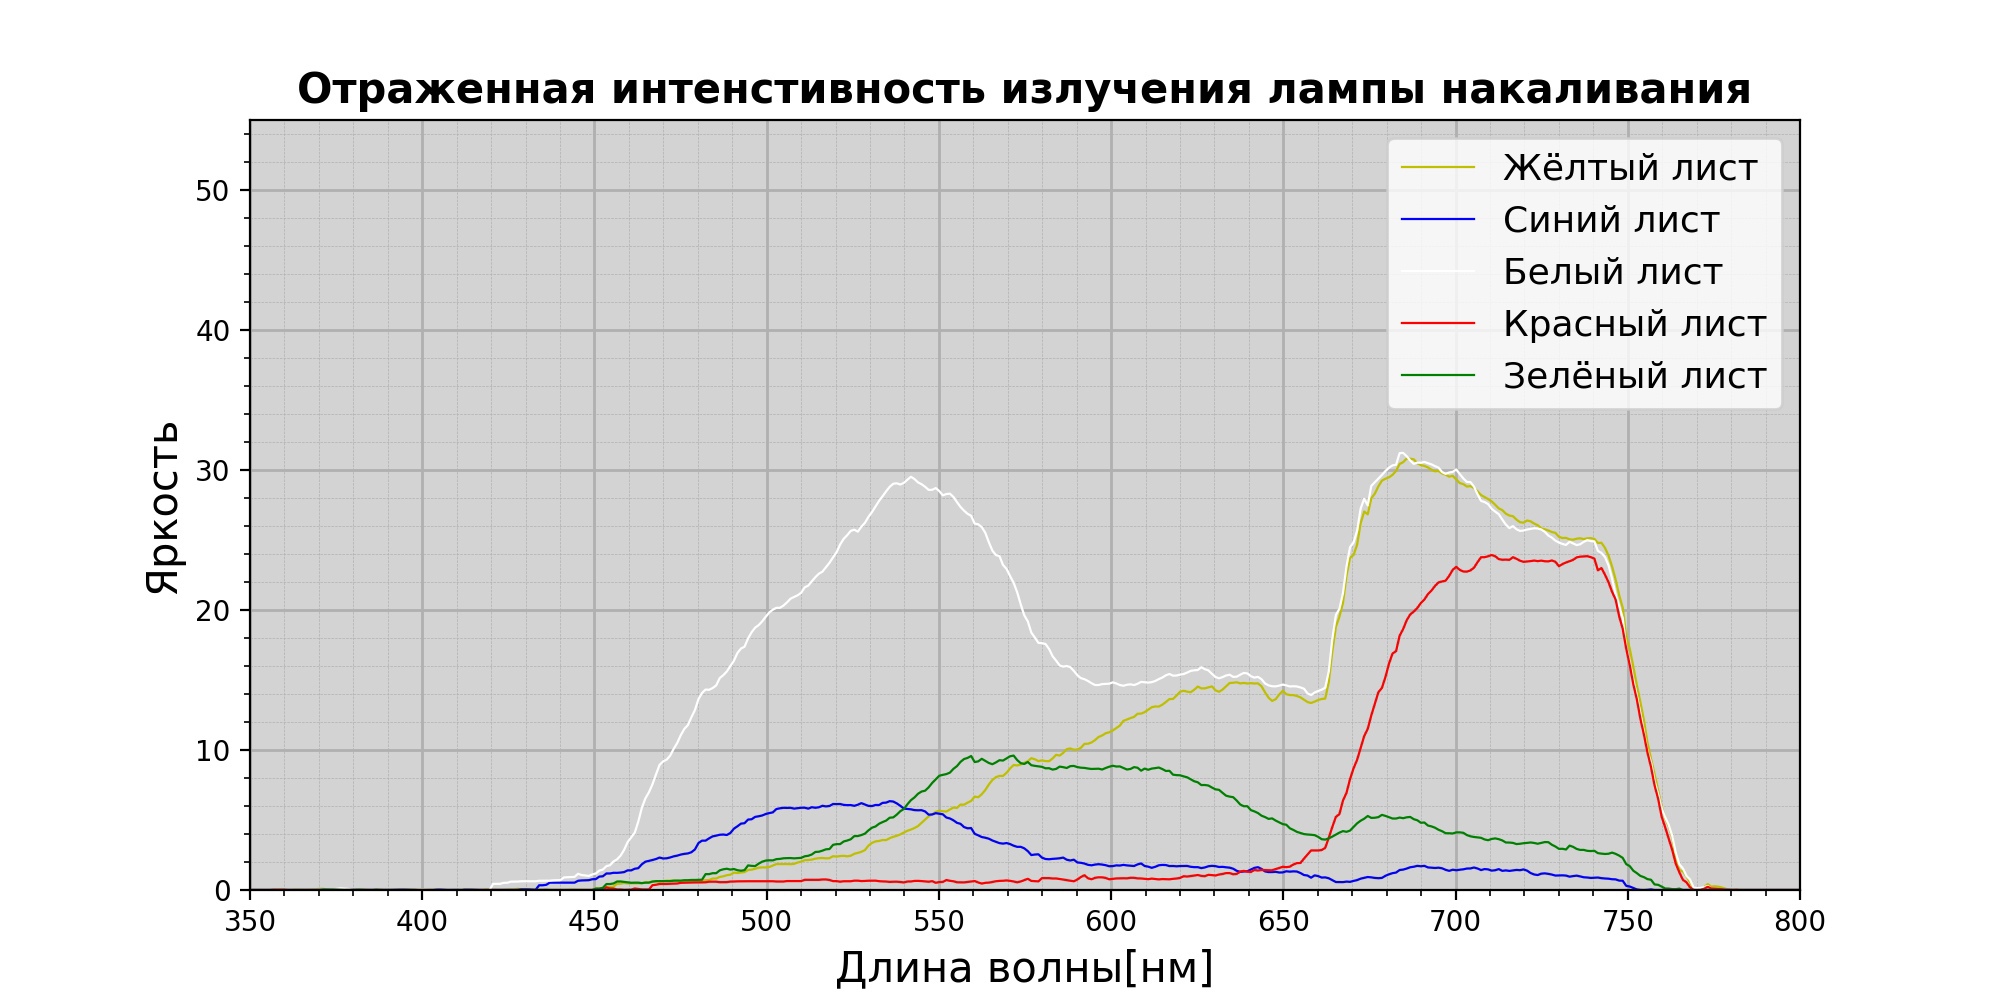 Отраженная интенстивность излучения лампы накаливания
Жёлтый лист
Синий лист
Белый лист
Красный лист
Зелёный лист
Яркость
50
40
30
20
10
0
350 400 450 500 550 600 650 700 750 800
Длина волны[нм]